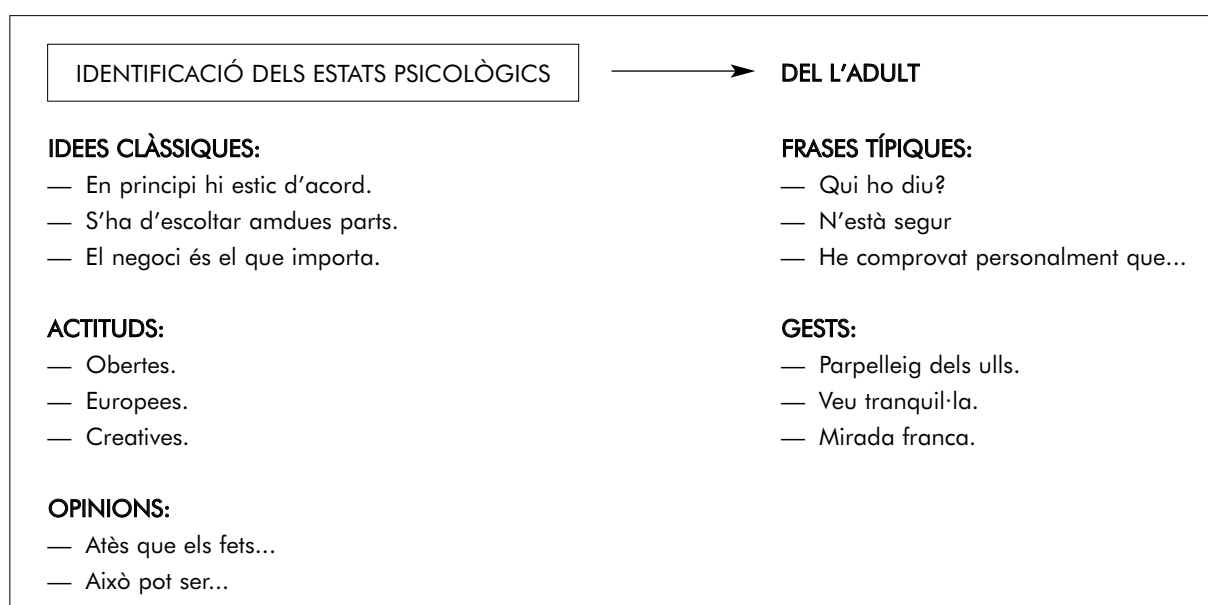 IDENTIFICACIÓ DELS ESTATS PSICOLÒGICS
DEL L'ADULT
IDEES CLÀSSIQUES:
— En principi hi estic d'acord.
— S'ha d'escoltar amdues parts.
— El negoci és el que importa.
FRASES TÍPIQUES:
— Qui ho diu?
— N'està segur
— He comprovat personalment que...
ACTITUDS:
— Obertes.
— Europees.
— Creatives.
GESTS:
— Parpelleig dels ulls.
— Veu tranquil·la.
— Mirada franca.
OPINIONS:
— Atès que els fets...
— Això pot ser...